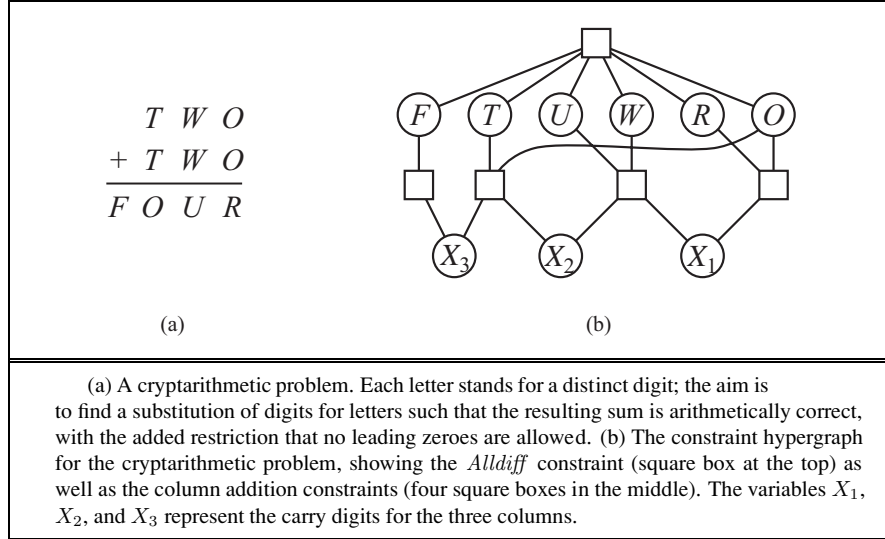 T W O
+ T W O
F O U R
(a)
F T U W R O
X3 X2 X1
(b)
(a) A cryptarithmetic problem. Each letter stands for a distinct digit; the aim is
to find a substitution of digits for letters such that the resulting sum is arithmetically correct,
with the added restriction that no leading zeroes are allowed. (b) The constraint hypergraph
for the cryptarithmetic problem, showing the Alldiff constraint (square box at the top) as
well as the column addition constraints (four square boxes in the middle). The variables X1,
X2, and X3 represent the carry digits for the three columns.